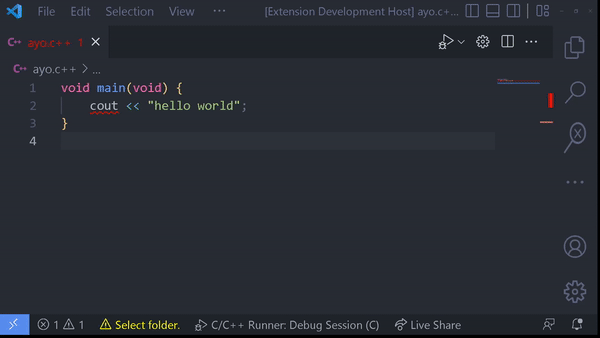 File Edit Selection View ··· [Extension Development Host] ayo.c+...
C++ ayo.c++ 1 ×
C++ ayo.c++ > ...
1 void main(void) {
2 cout << "hello world";
3 }
4
1 1 Select folder. C/C++ Runner: Debug Session (C) Live Share